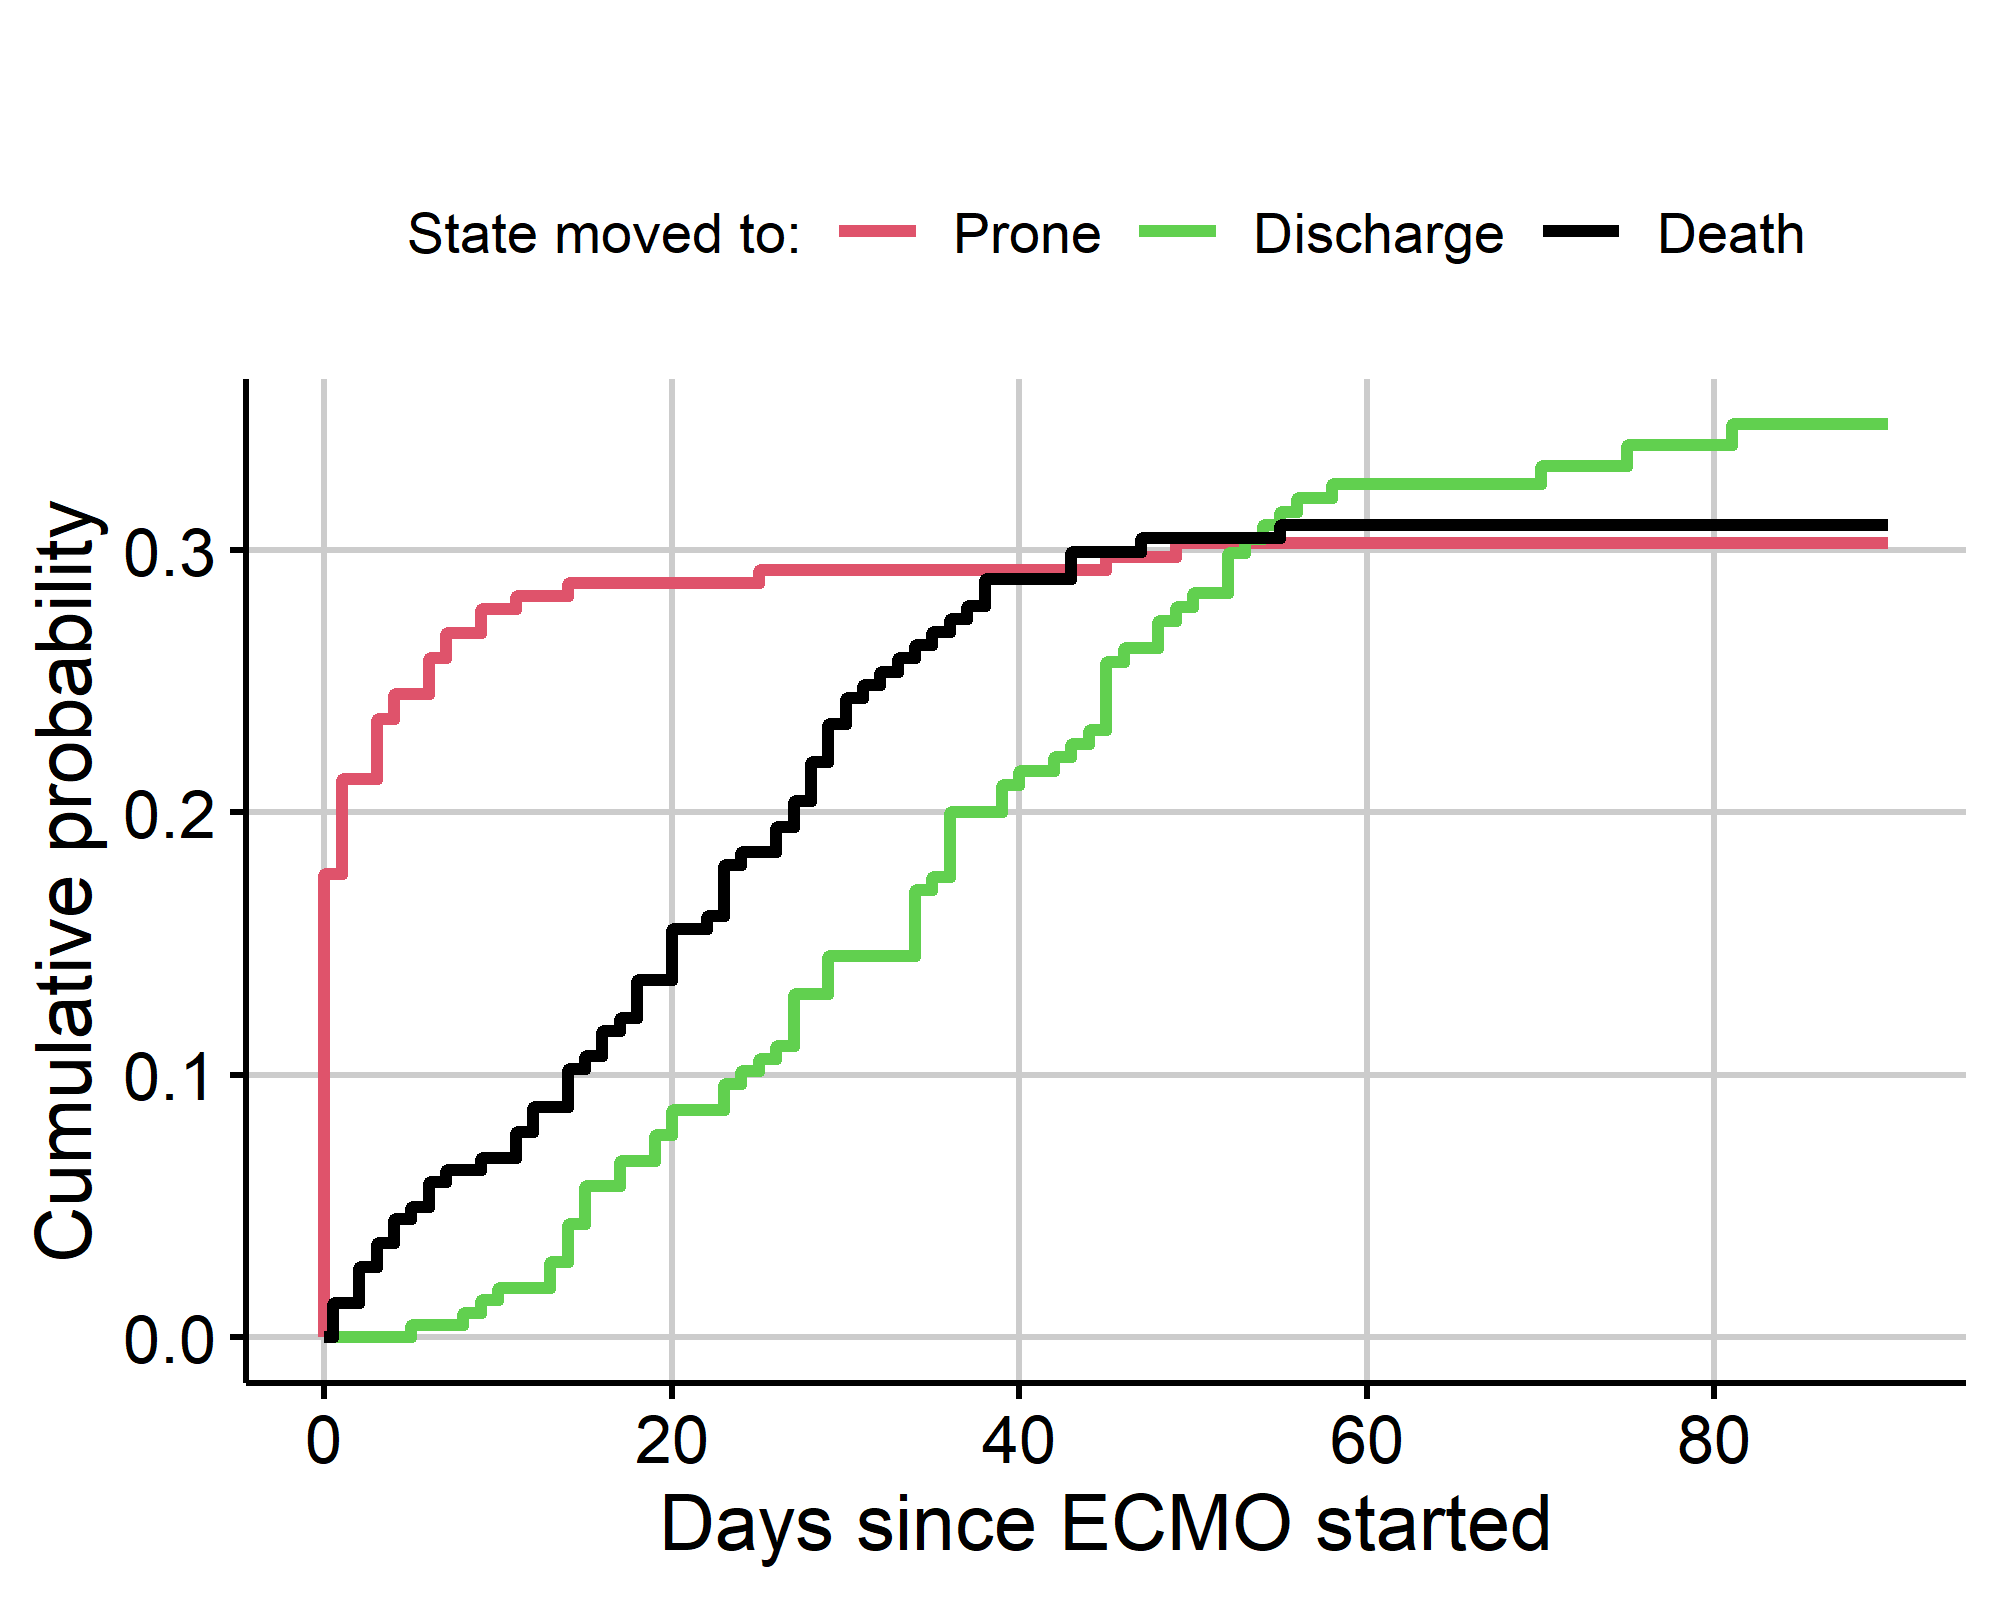 State moved to: Prone Discharge Death
Cumulative probability
0.3
0.2
0.1
0.0
0 20 40 60 80
Days since ECMO started